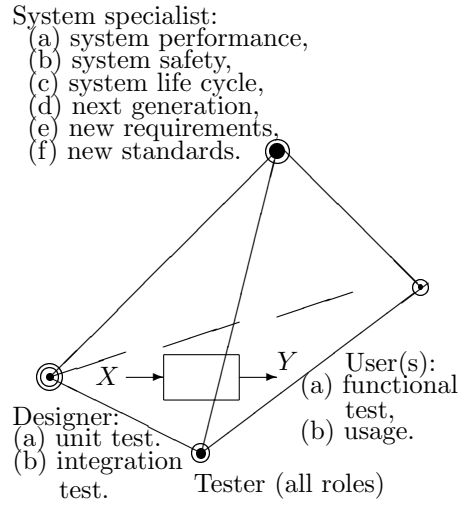 System specialist:
(a) system performance,
(b) system safety,
(c) system life cycle,
(d) next generation,
(e) new requirements,
(f) new standards.
X
Y
User(s):
(a) functional
test,
(b) usage.
Designer:
(a) unit test.
(b) integration
test.
Tester (all roles)